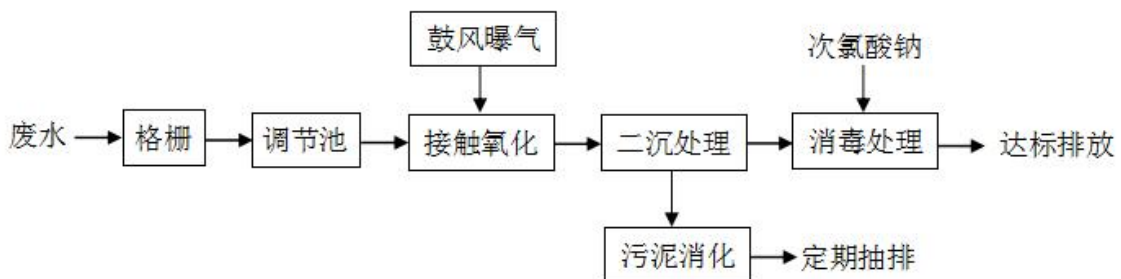 鼓风曝气
次氯酸钠
废水
格栅
调节池
接触氧化
二沉处理
消毒处理
达标排放
污泥消化
定期抽排